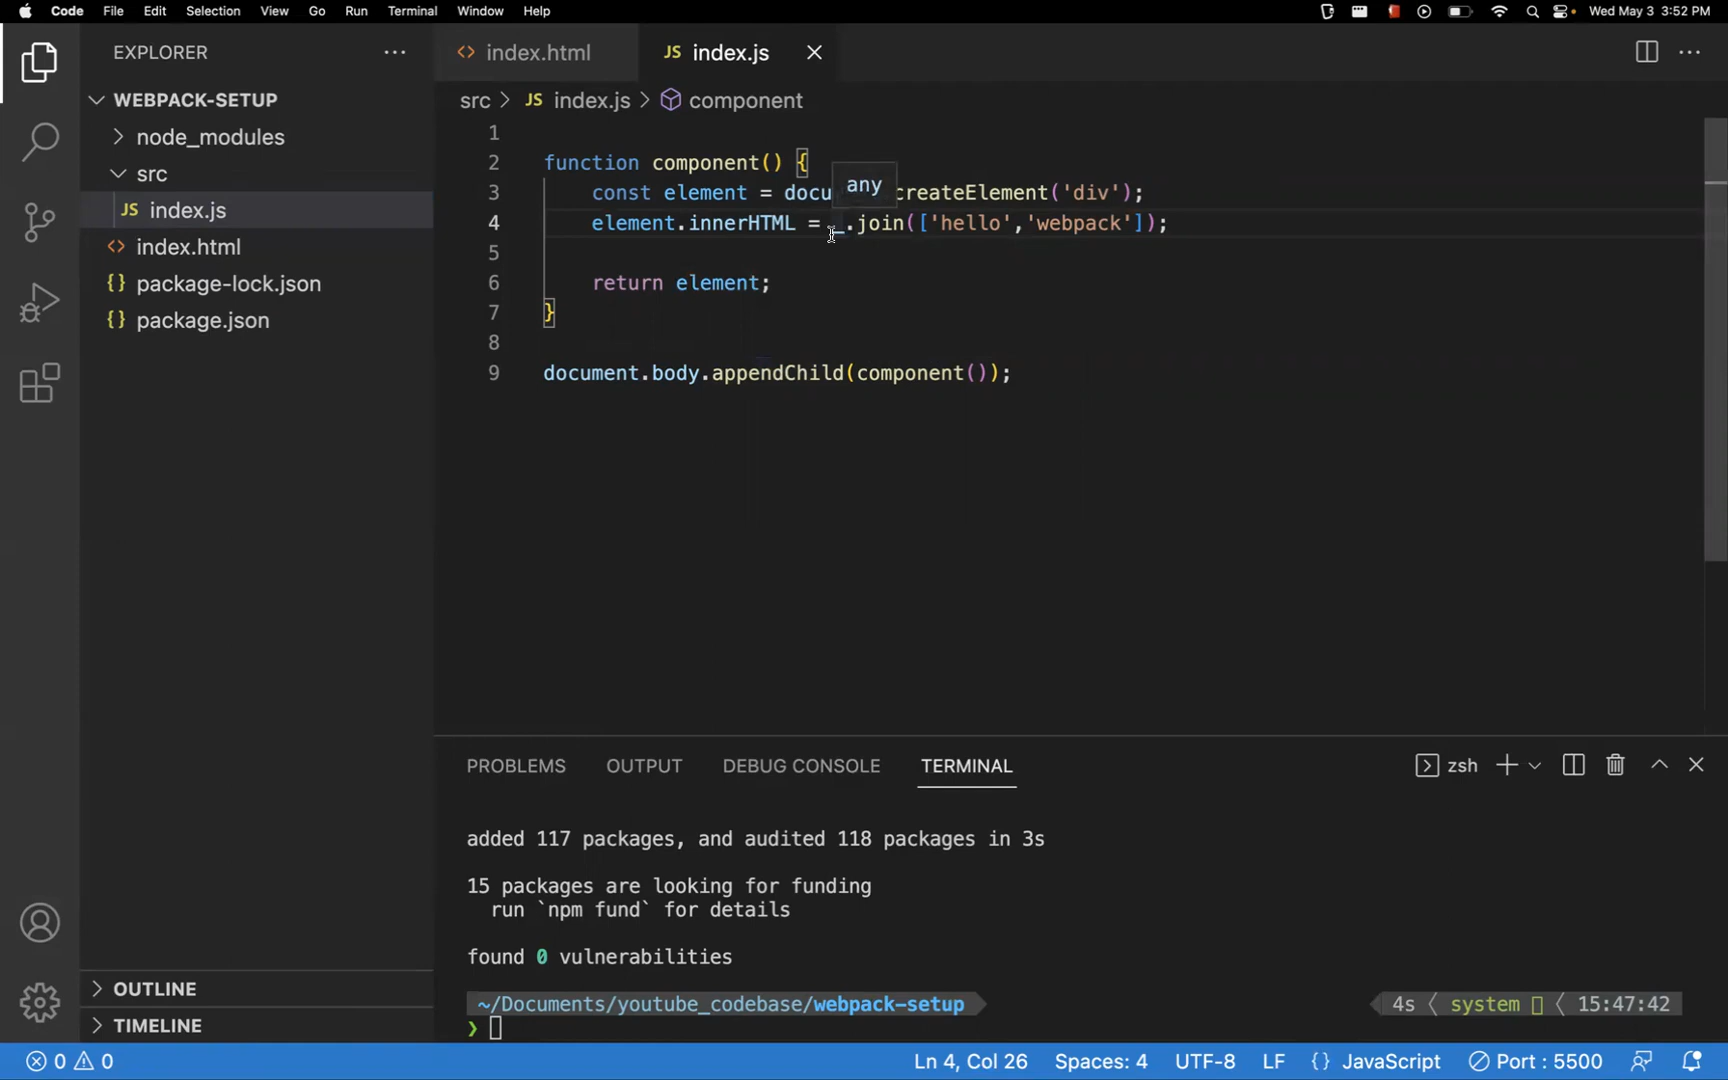 Code File Edit Selection View Go Run Terminal Window Help Wed May 3 3:52 PM
EXPLORER
WEBPACK-SETUP
node_modules
src
JS index.js
index.html
{} package-lock.json
{} package.json
OUTLINE
TIMELINE
<> index.html JS index.js
src > JS index.js > component
1
2 function component() {
any
3 const element = docu createElement('div');
4 element.innerHTML = _.join(['hello','webpack']);
5
6 return element;
7 }
8
9 document.body.appendChild(component());
PROBLEMS OUTPUT DEBUG CONSOLE TERMINAL zsh
added 117 packages, and audited 118 packages in 3s
15 packages are looking for funding
run `npm fund` for details
found 0 vulnerabilities
~/Documents/youtube_codebase/webpack-setup 4s system 15:47:42
❯
0 0 Ln 4, Col 26 Spaces: 4 UTF-8 LF {} JavaScript Port : 5500